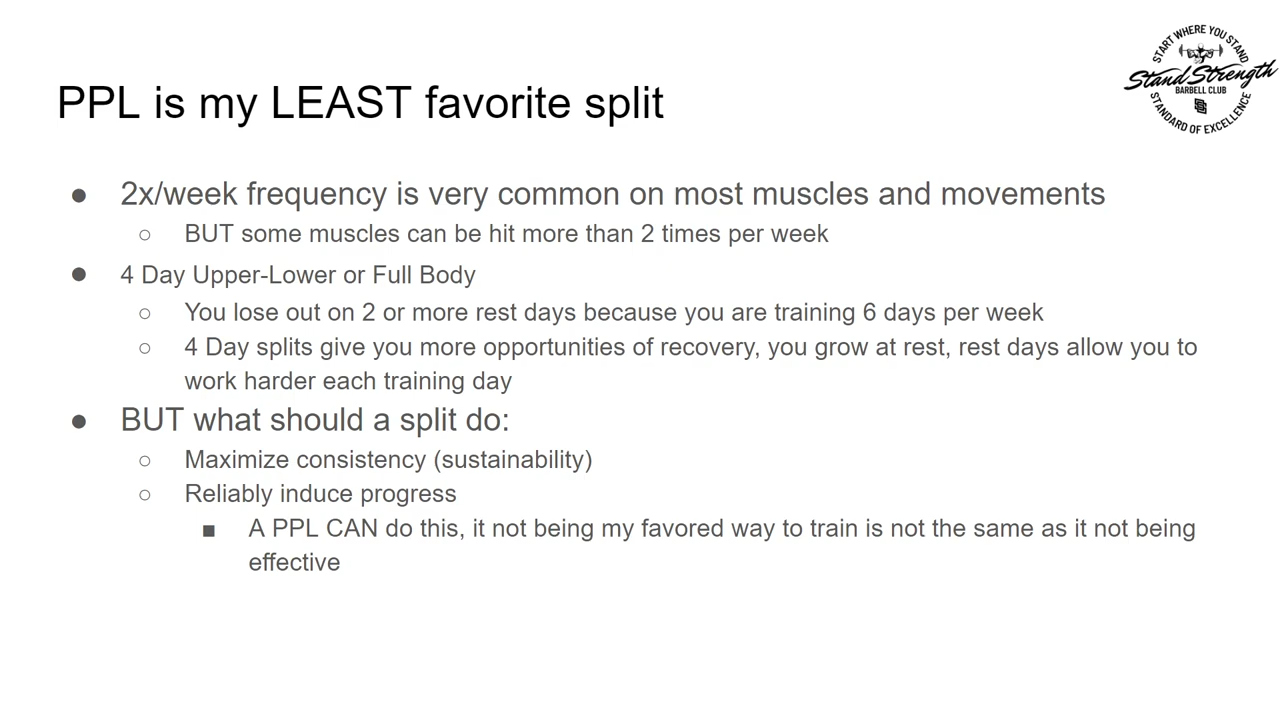 START WHERE YOU STAND
Stand Strength
BARBELL CLUB
STANDARD OF EXCELLENCE
PPL is my LEAST favorite split
● 2x/week frequency is very common on most muscles and movements
○ BUT some muscles can be hit more than 2 times per week
● 4 Day Upper-Lower or Full Body
○ You lose out on 2 or more rest days because you are training 6 days per week
○ 4 Day splits give you more opportunities of recovery, you grow at rest, rest days allow you to
work harder each training day
● BUT what should a split do:
○ Maximize consistency (sustainability)
○ Reliably induce progress
■ A PPL CAN do this, it not being my favored way to train is not the same as it not being
effective